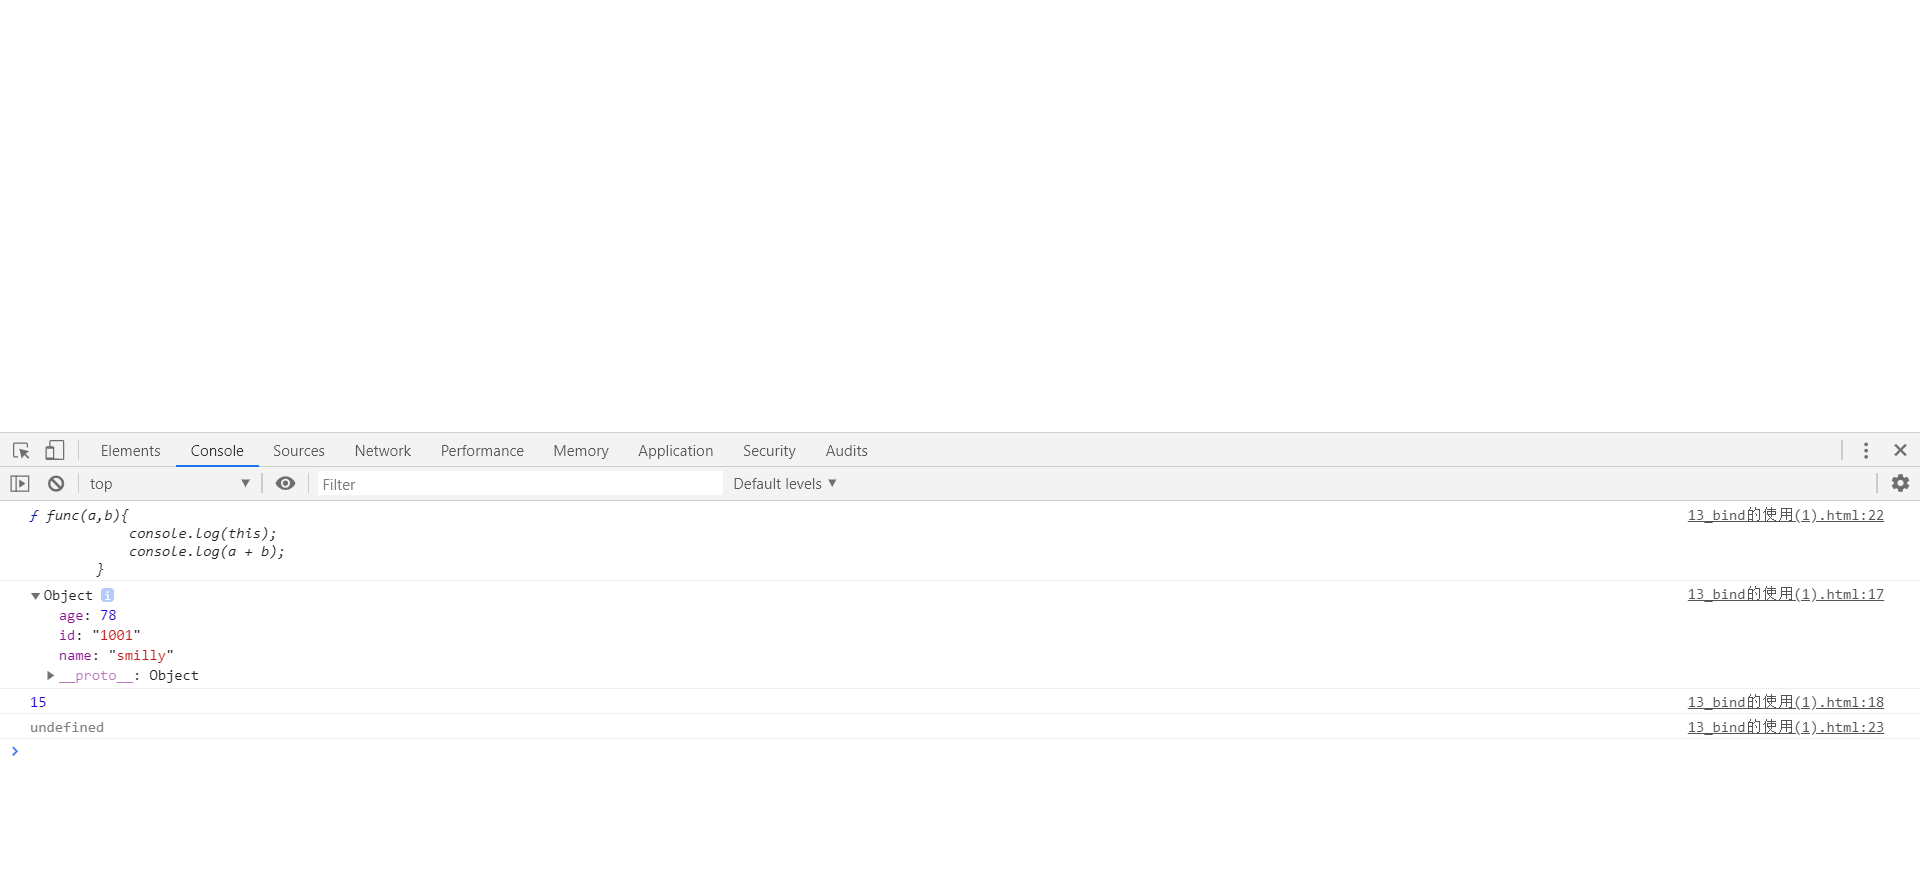 Elements Console Sources Network Performance Memory Application Security Audits
top Filter Default levels
ƒ func(a,b){ 13_bind的使用(1).html:22
console.log(this);
console.log(a + b);
}
Object i 13_bind的使用(1).html:17
age: 78
id: "1001"
name: "smilly"
__proto__: Object
15 13_bind的使用(1).html:18
undefined 13_bind的使用(1).html:23